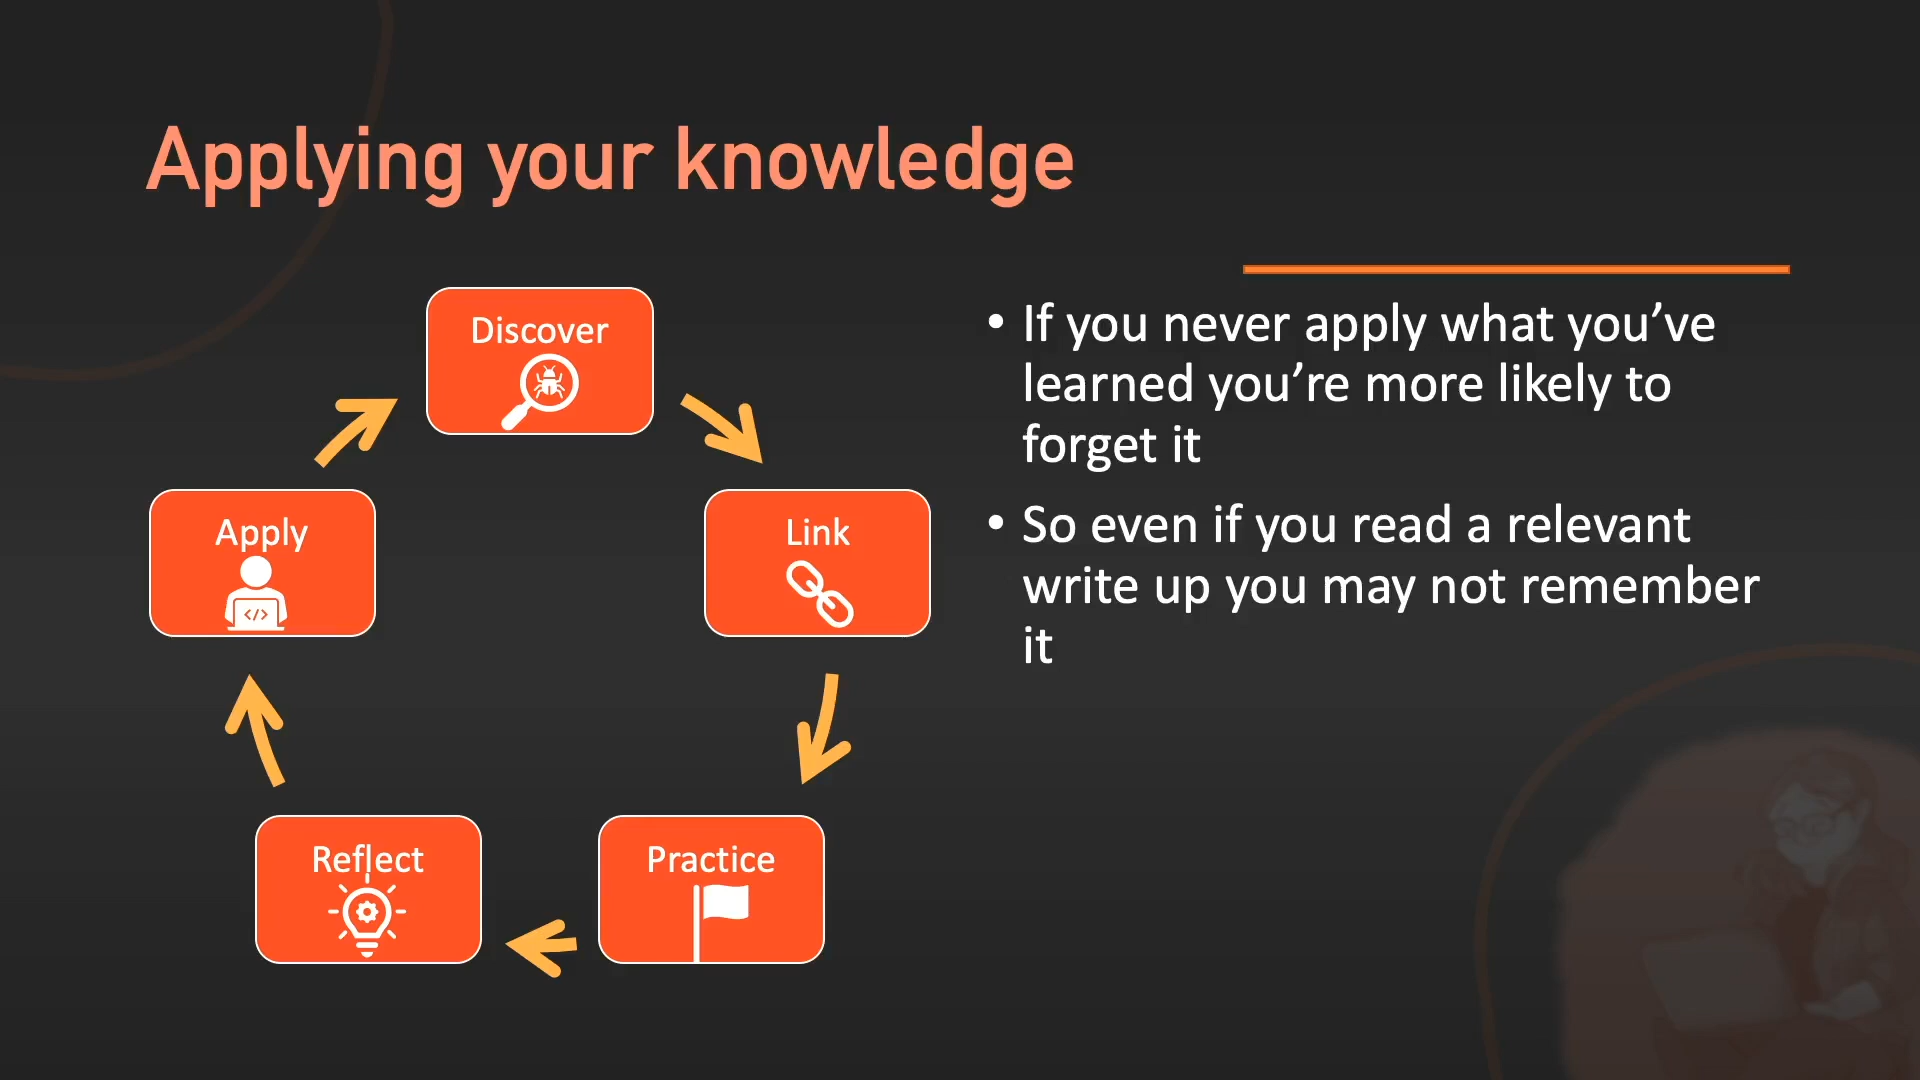 Applying your knowledge
Discover
Link
Practice
Reflect
Apply
</>
• If you never apply what you’ve
learned you’re more likely to
forget it
• So even if you read a relevant
write up you may not remember
it